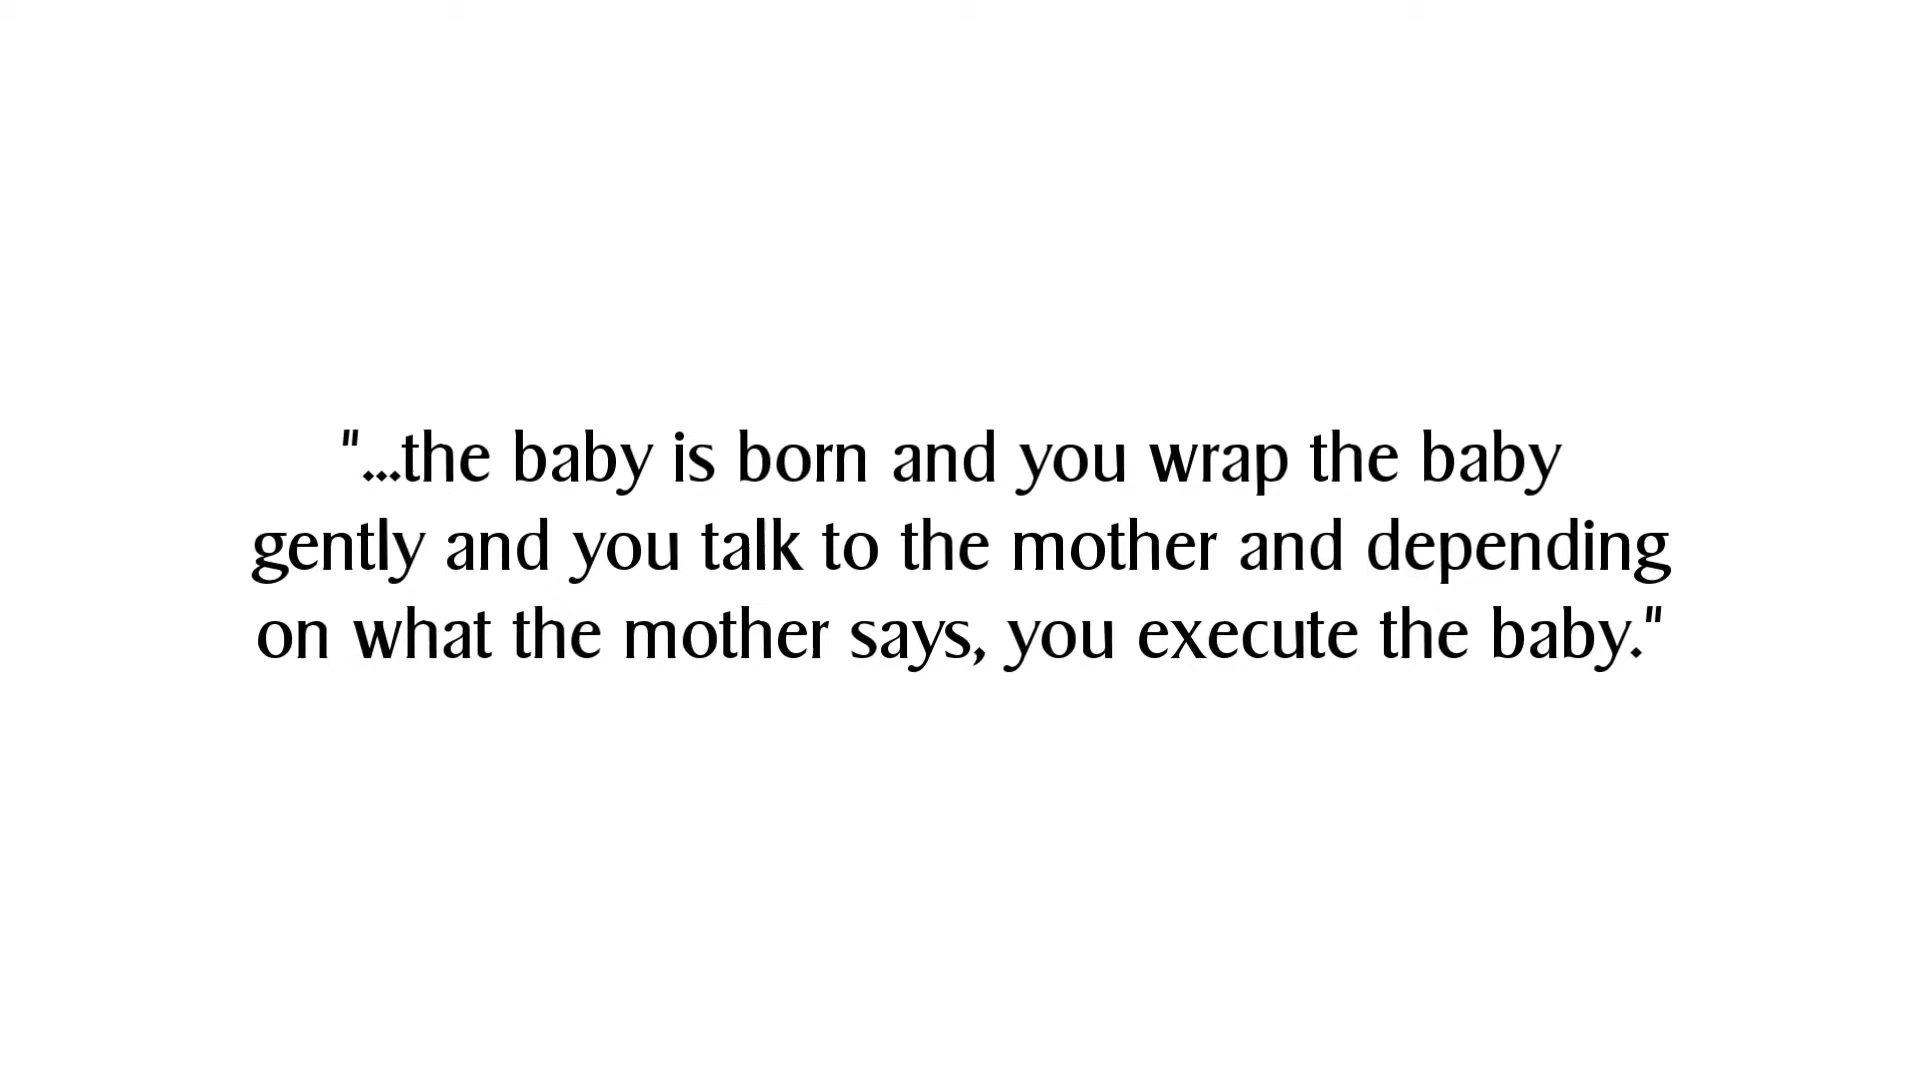 "...the baby is born and you wrap the baby
gently and you talk to the mother and depending
on what the mother says, you execute the baby."